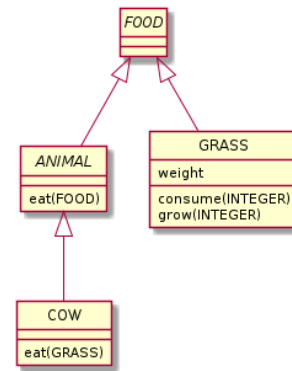 FOOD
ANIMAL
eat(FOOD)
GRASS
weight
consume(INTEGER)
grow(INTEGER)
COW
eat(GRASS)